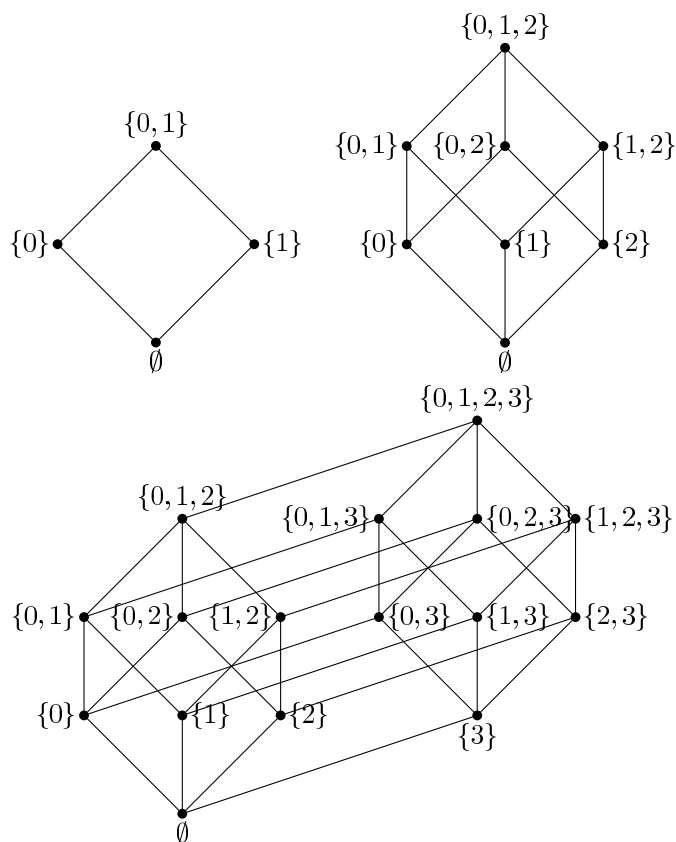 {0, 1, 2}
{0, 1}
{0, 1} {0, 2} {1, 2}
{0} {1}
{0} {1} {2}
∅
∅
{0, 1, 2, 3}
{0, 1, 2}
{0, 1, 3} {0, 2, 3} {1, 2, 3}
{0, 1} {0, 2} {1, 2} {0, 3} {1, 3} {2, 3}
{0} {1} {2}
{3}
∅